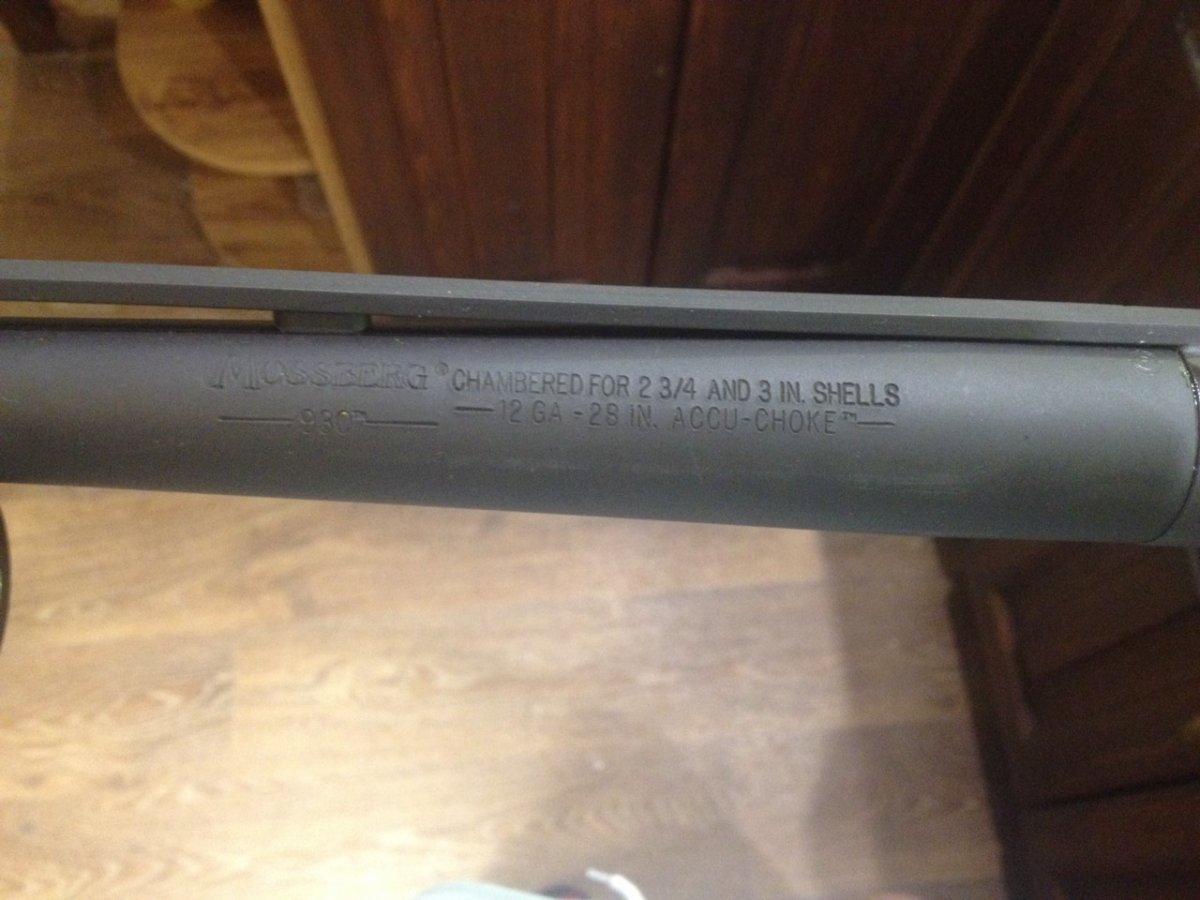 MOSSBERG® CHAMBERED FOR 2 3/4 AND 3 IN. SHELLS
930™ 12 GA - 28 IN. ACCU-CHOKE™